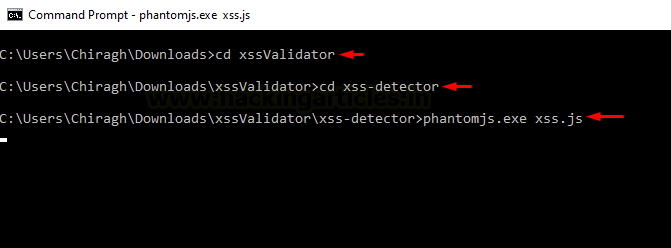 Command Prompt - phantomjs.exe xss.js
C:\Users\Chiragh\Downloads>cd xssValidator
C:\Users\Chiragh\Downloads\xssValidator>cd xss-detector
www.hackingarticles.in
C:\Users\Chiragh\Downloads\xssValidator\xss-detector>phantomjs.exe xss.js